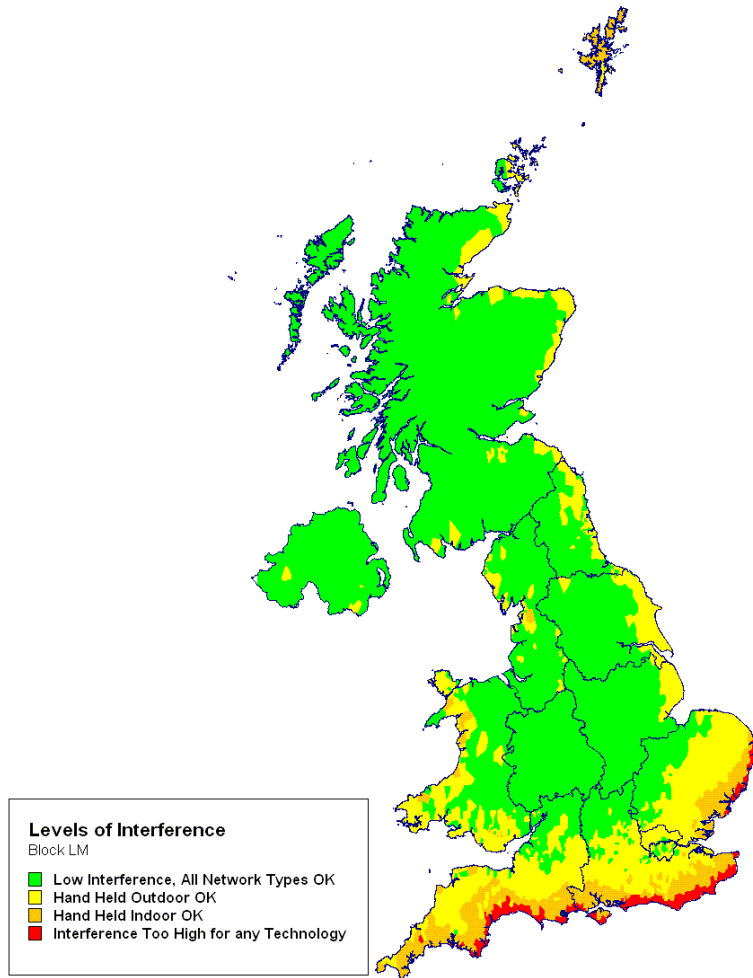 Levels of Interference
Block LM
Low Interference, All Network Types OK
Hand Held Outdoor OK
Hand Held Indoor OK
Interference Too High for any Technology